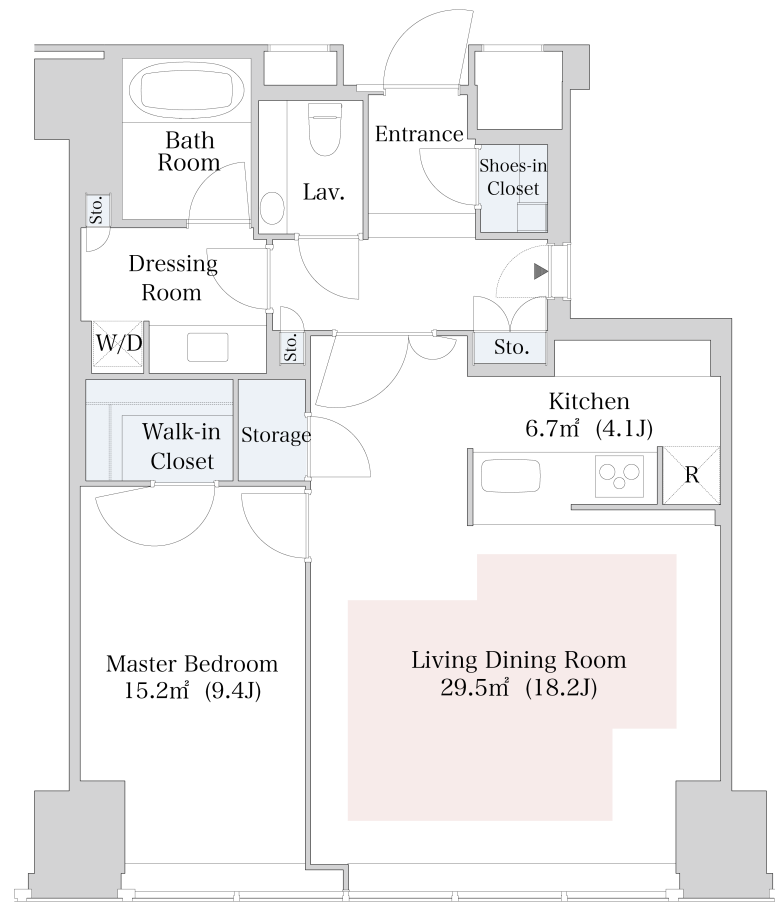 Bath
Room
Entrance
Shoes-in
Closet
Lav.
Sto.
Dressing
Room
W/D
Sto.
Sto.
Kitchen
6.7㎡ (4.1J)
Walk-in
Closet
Storage
R
Master Bedroom
15.2㎡ (9.4J)
Living Dining Room
29.5㎡ (18.2J)